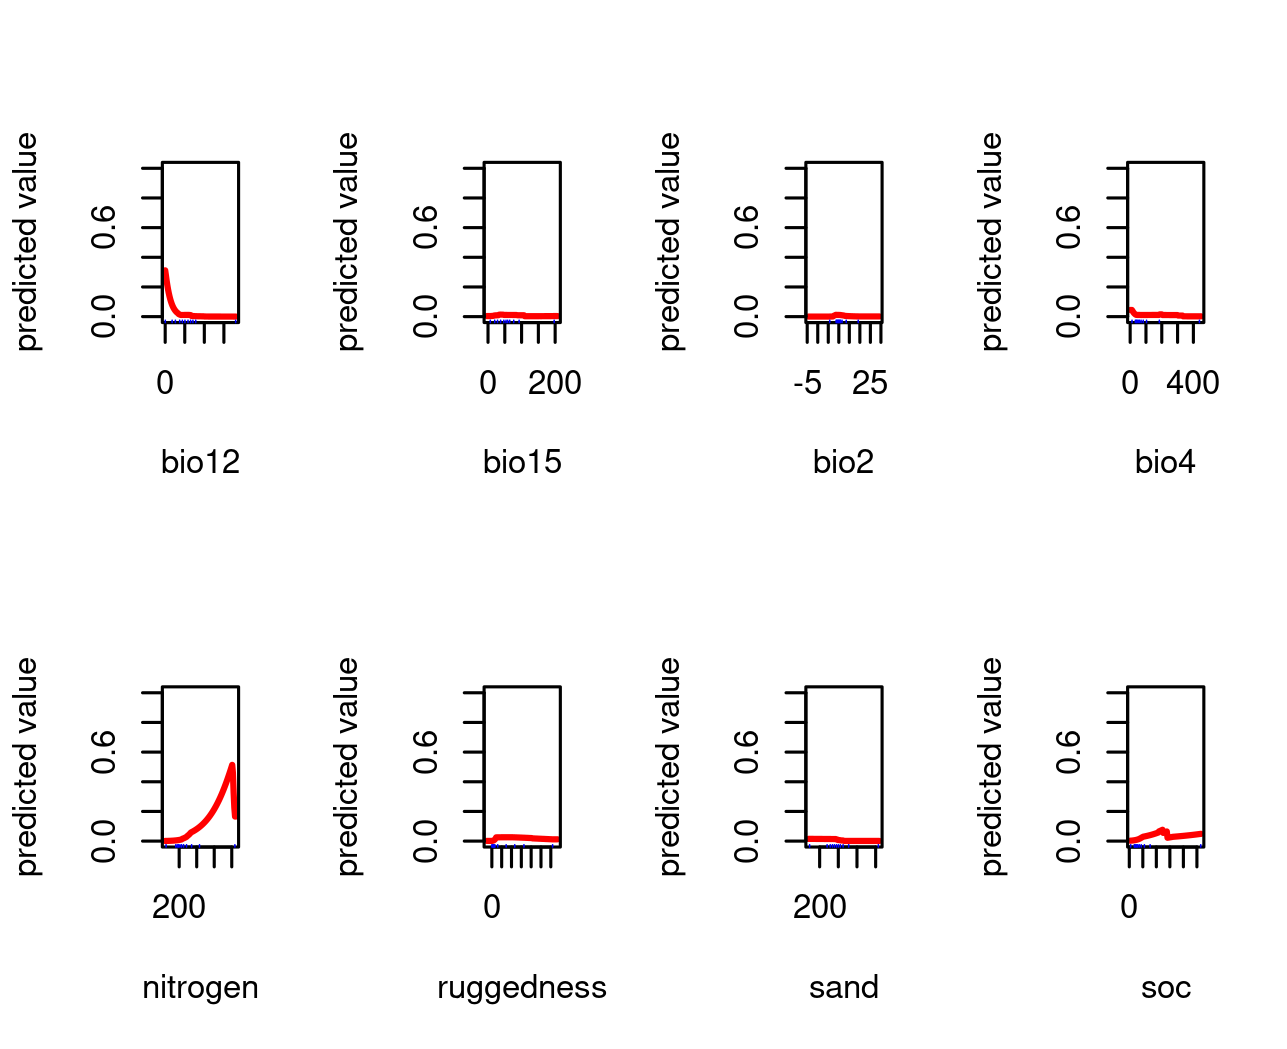 predicted value
0.0 0.6
0
bio12
predicted value
0.0 0.6
0 200
bio15
predicted value
0.0 0.6
-5 25
bio2
predicted value
0.0 0.6
0 400
bio4
predicted value
0.0 0.6
200
nitrogen
predicted value
0.0 0.6
0
ruggedness
predicted value
0.0 0.6
200
sand
predicted value
0.0 0.6
0
soc